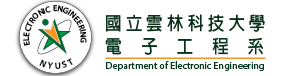 ELECTRONIC ENGINEERING
NYUST
國立雲林科技大學
電子工程系
Department of Electronic Engineering